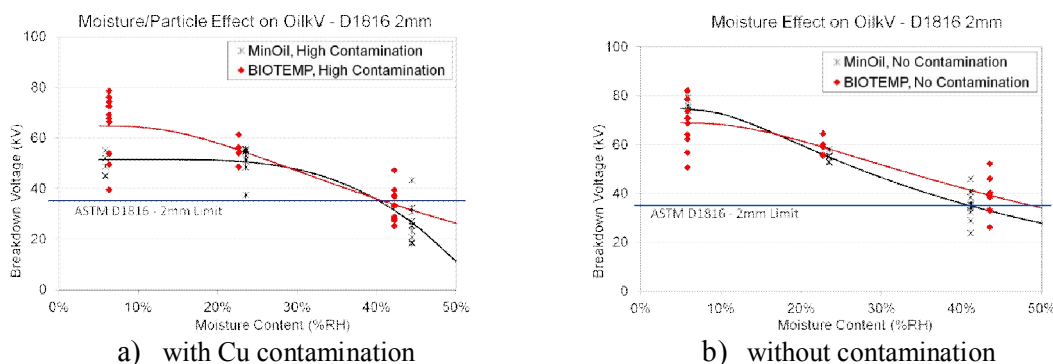 Moisture/Particle Effect on OilkV - D1816 2mm
100
80
60
40
20
0
Breakdown Voltage (kV)
MinOil, High Contamination
BIOTEMP, High Contamination
ASTM D1816 - 2mm Limit
0% 10% 20% 30% 40% 50%
Moisture Content (%RH)
a) with Cu contamination
Moisture Effect on OilkV - D1816 2mm
100
80
60
40
20
0
Breakdown Voltage (kV)
MinOil, No Contamination
BIOTEMP, No Contamination
ASTM D1816 - 2mm Limit
0% 10% 20% 30% 40% 50%
Moisture Content (%RH)
b) without contamination